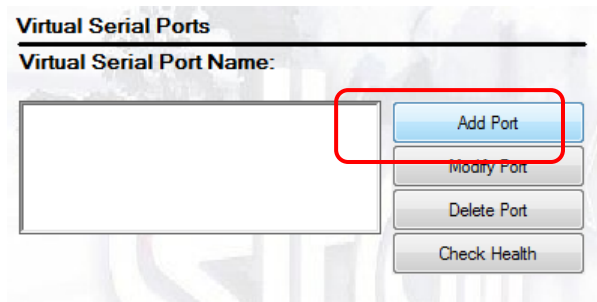 Virtual Serial Ports
Virtual Serial Port Name:
Add Port
Modify Port
Delete Port
Check Health